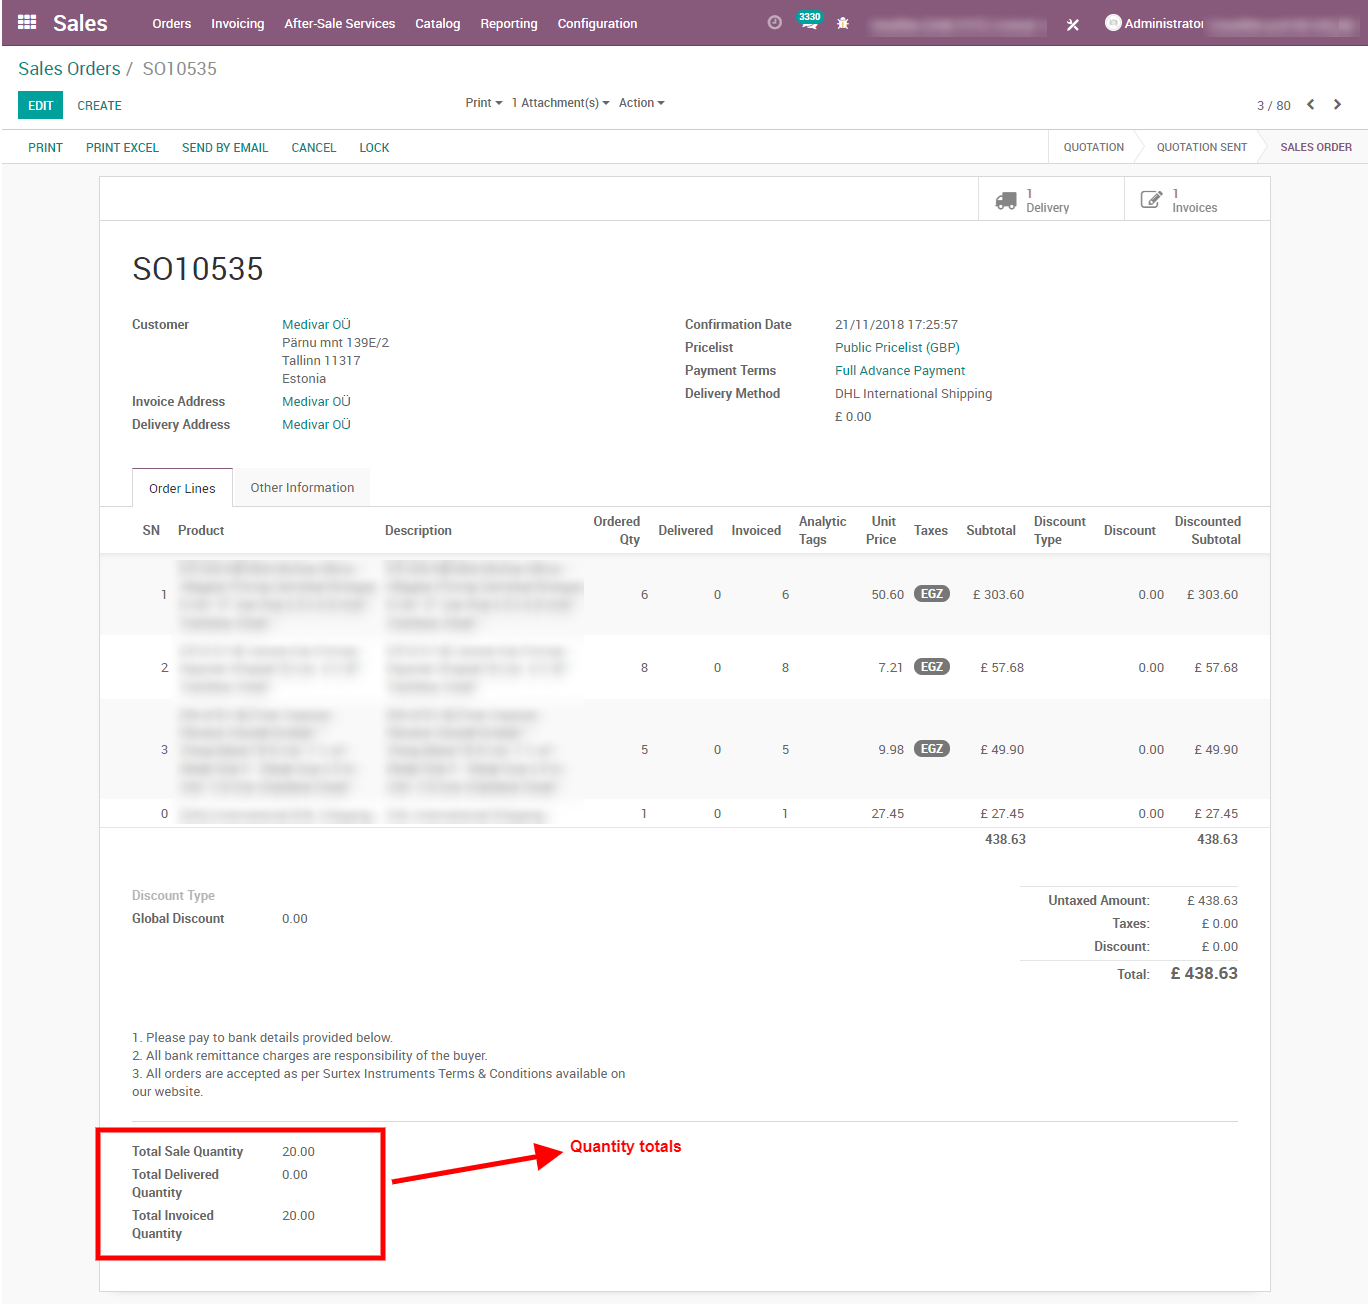 Sales Orders Invoicing After-Sale Services Catalog Reporting Configuration 3330 Administrator
Sales Orders / SO10535
EDIT CREATE Print 1 Attachment(s) Action 3 / 80
PRINT PRINT EXCEL SEND BY EMAIL CANCEL LOCK QUOTATION QUOTATION SENT SALES ORDER
1
Delivery
1
Invoices
SO10535
Customer Medivar OÜ
Pärnu mnt 139E/2
Tallinn 11317
Estonia
Invoice Address Medivar OÜ
Delivery Address Medivar OÜ
Confirmation Date 21/11/2018 17:25:57
Pricelist Public Pricelist (GBP)
Payment Terms Full Advance Payment
Delivery Method DHL International Shipping
£ 0.00
Order Lines Other Information
SN Product Description Ordered Qty Delivered Invoiced Analytic Tags Unit Price Taxes Subtotal Discount Type Discount Discounted Subtotal
1 6 0 6 50.60 EGZ £ 303.60 0.00 £ 303.60
2 8 0 8 7.21 EGZ £ 57.68 0.00 £ 57.68
3 5 0 5 9.98 EGZ £ 49.90 0.00 £ 49.90
0 1 0 1 27.45 £ 27.45 0.00 £ 27.45
438.63 438.63
Discount Type
Global Discount 0.00
Untaxed Amount: £ 438.63
Taxes: £ 0.00
Discount: £ 0.00
Total: £ 438.63
1. Please pay to bank details provided below.
2. All bank remittance charges are responsibility of the buyer.
3. All orders are accepted as per Surtex Instruments Terms & Conditions available on
our website.
Total Sale Quantity 20.00
Total Delivered Quantity 0.00
Total Invoiced Quantity 20.00
Quantity totals